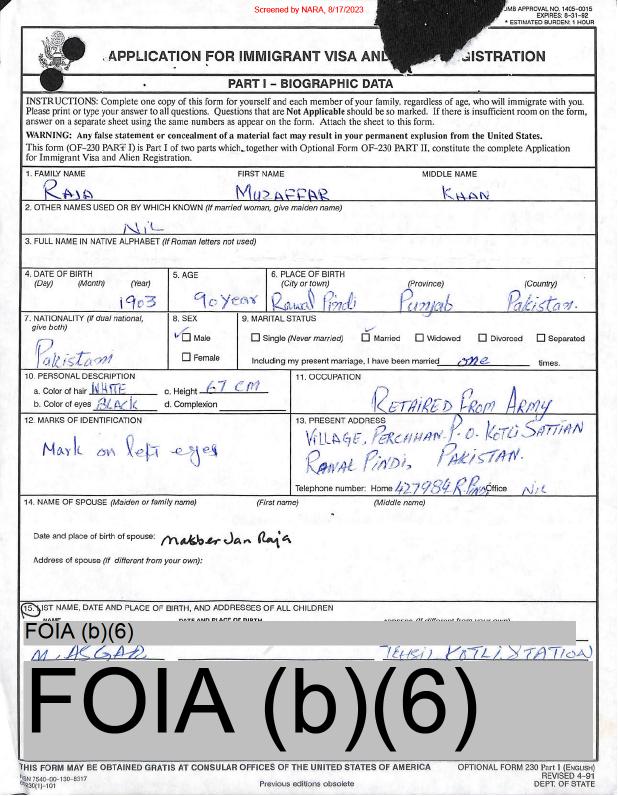 Screened by NARA, 8/17/2023
OMB APPROVAL NO. 1405-0015
EXPIRES: 8-31-92
* ESTIMATED BURDEN: 1 HOUR
APPLICATION FOR IMMIGRANT VISA AND
PART I – BIOGRAPHIC DATA
INSTRUCTIONS: Complete one copy of this form for yourself and each member of your family, regardless of age, who will immigrate with you.
Please print or type your answer to all questions. Questions that are Not Applicable should be so marked. If there is insufficient room on the form,
answer on a separate sheet using the same numbers as appear on the form. Attach the sheet to this form.
WARNING: Any false statement or concealment of a material fact may result in your permanent explusion from the United States.
This form (OF-230 PART I) is Part I of two parts which, together with Optional Form OF-230 PART II, constitute the complete Application
for Immigrant Visa and Alien Registration.
1. FAMILY NAME FIRST NAME MIDDLE NAME
RAJA MUZAFFAR KHAN
2. OTHER NAMES USED OR BY WHICH KNOWN (If married woman, give maiden name)
NiL
3. FULL NAME IN NATIVE ALPHABET (If Roman letters not used)
4. DATE OF BIRTH 5. AGE 6. PLACE OF BIRTH
(Day) (Month) (Year) (City or town) (Province) (Country)
1903 90 year Rawal Pindi Punjab Pakistan.
7. NATIONALITY (If dual national, give both) 8. SEX 9. MARITAL STATUS
Pakistani
Male Single (Never married) Married Widowed Divorced Separated
Female Including my present marriage, I have been married one times.
10. PERSONAL DESCRIPTION 11. OCCUPATION
a. Color of hair WHITE c. Height 67 CM
b. Color of eyes BLACK d. Complexion
RETAIRED FROM ARMY
12. MARKS OF IDENTIFICATION 13. PRESENT ADDRESS
Mark on left eyes
VILLAGE, PERCHHAN P.O. KOTLI SATTIAN
RAWAL PINDI, PAKISTAN.
Telephone number: Home 427984 R.Pindi Office NiL
14. NAME OF SPOUSE (Maiden or family name) (First name) (Middle name)
Date and place of birth of spouse: Makber Jan Raja
Address of spouse (If different from your own):
15. LIST NAME, DATE AND PLACE OF BIRTH, AND ADDRESSES OF ALL CHILDREN
FOIA (b)(6)
M. ASGAR
FOIA (b)(6)
THIS FORM MAY BE OBTAINED GRATIS AT CONSULAR OFFICES OF THE UNITED STATES OF AMERICA
OPTIONAL FORM 230 Part I (ENGLISH)
REVISED 4-91
DEPT. OF STATE
NSN 7540-00-130-8317
Previous editions obsolete